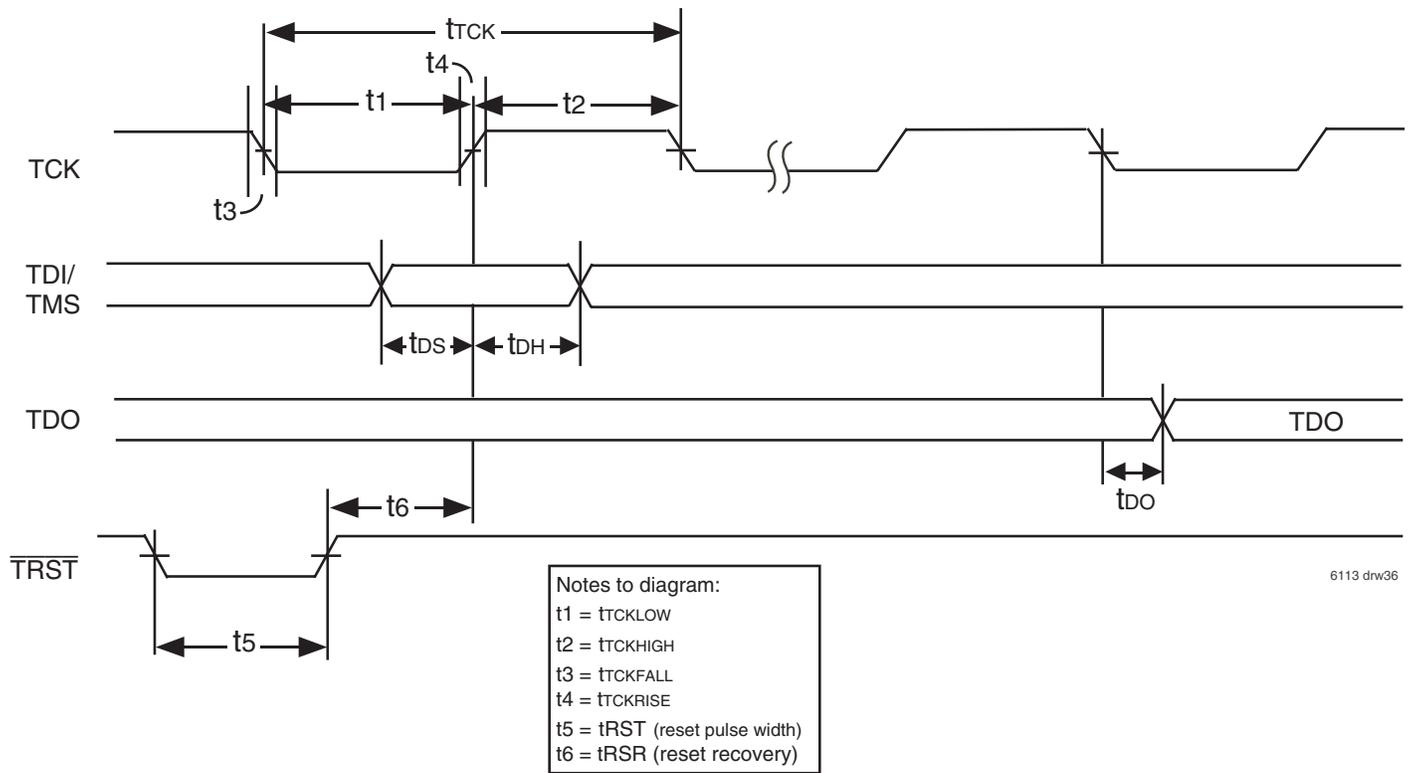 tTCK
t4
t1
t2
TCK
t3
TDI/
TMS
tDS
tDH
TDO
TDO
tDO
t6
TRST
6113 drw36
t5
Notes to diagram:
t1 = tTCKLOW
t2 = tTCKHIGH
t3 = tTCKFALL
t4 = tTCKRISE
t5 = tRST (reset pulse width)
t6 = tRSR (reset recovery)